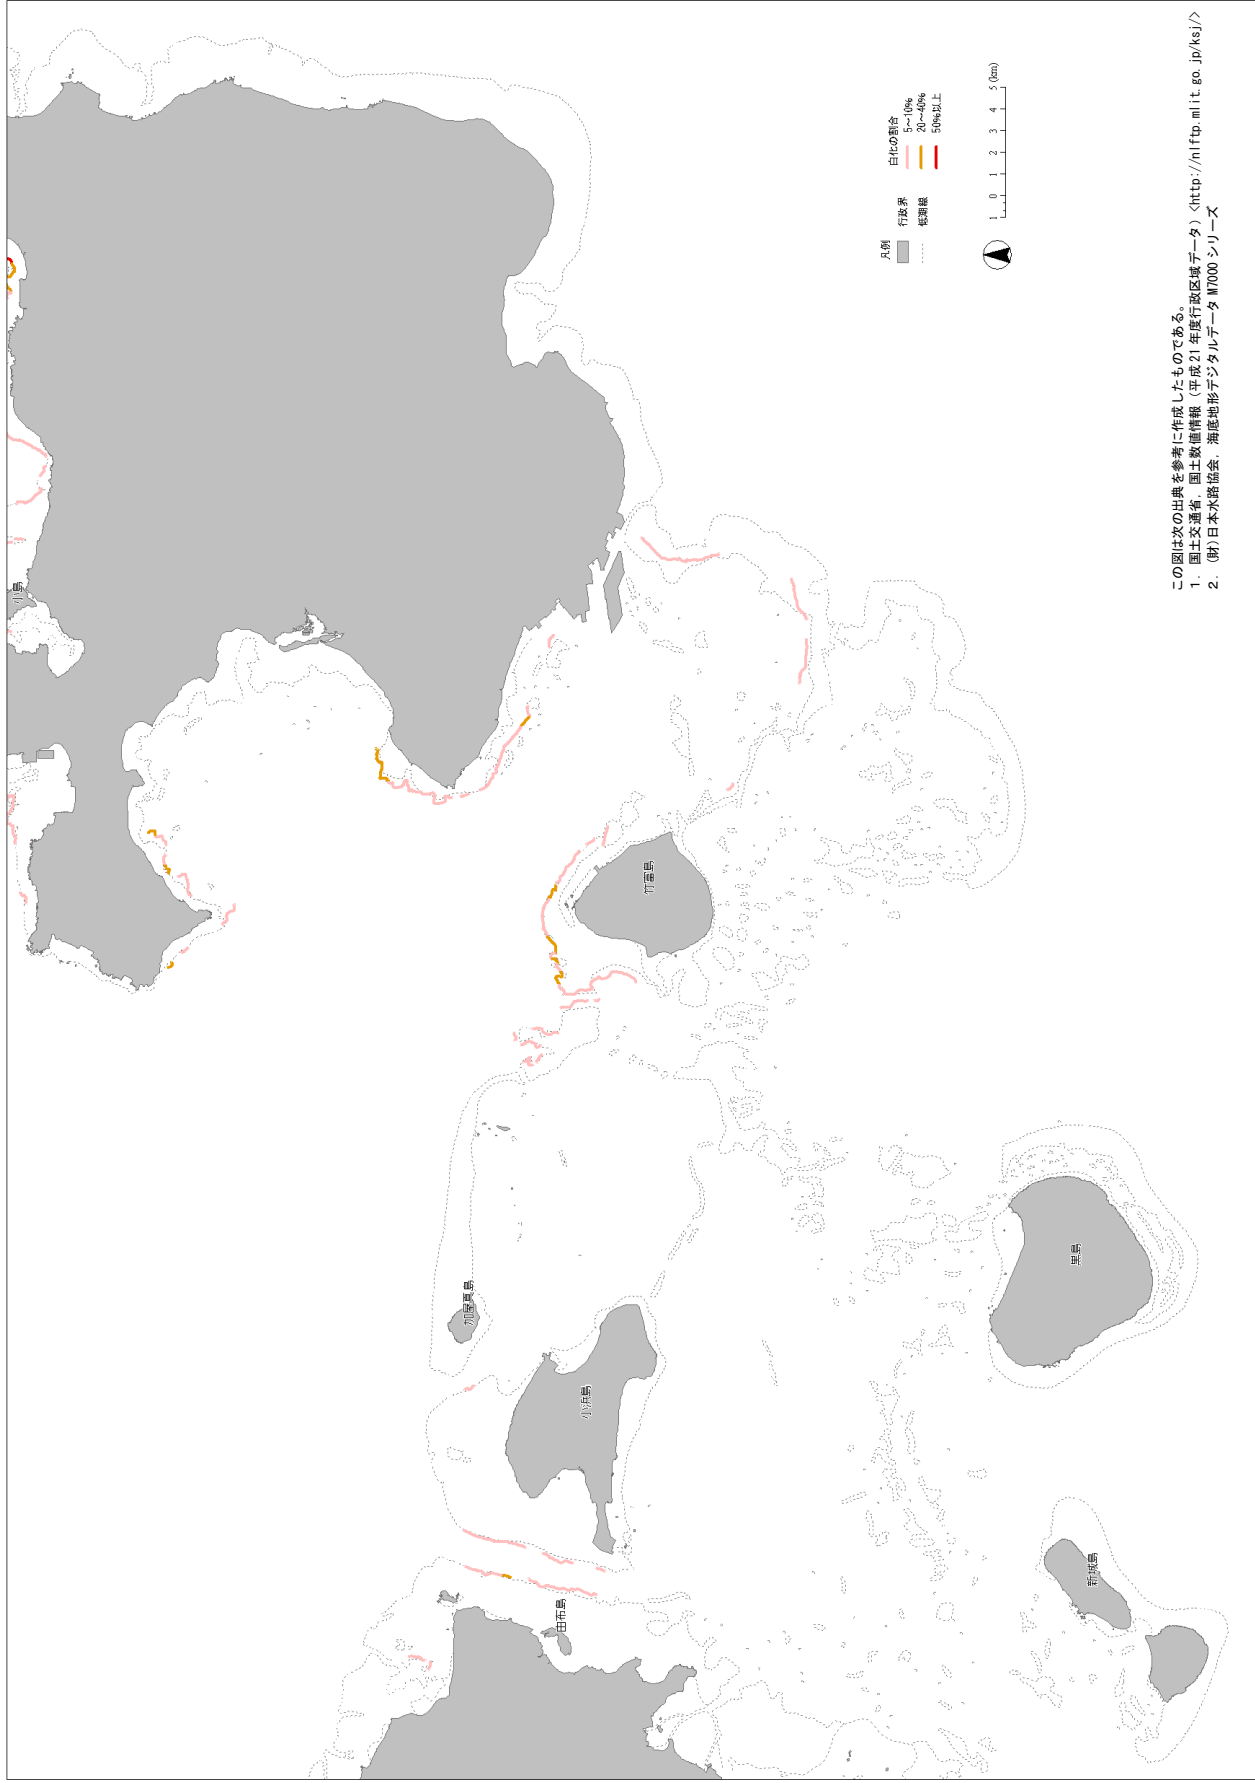 小島
竹富島
加屋真島
小浜島
由布島
黒島
新城島
凡例
行政界
低潮線
白化の割合
5～10%
20～40%
50%以上
1 0 1 2 3 4 5 (km)
この図は次の出典を参考に作成したものである。
1. 国土交通省, 国土数値情報 (平成 21 年度行政区域データ) <http://nlftp.mlit.go.jp/ksj/>
2. (財)日本水路協会, 海底地形デジタルデータ M7000 シリーズ